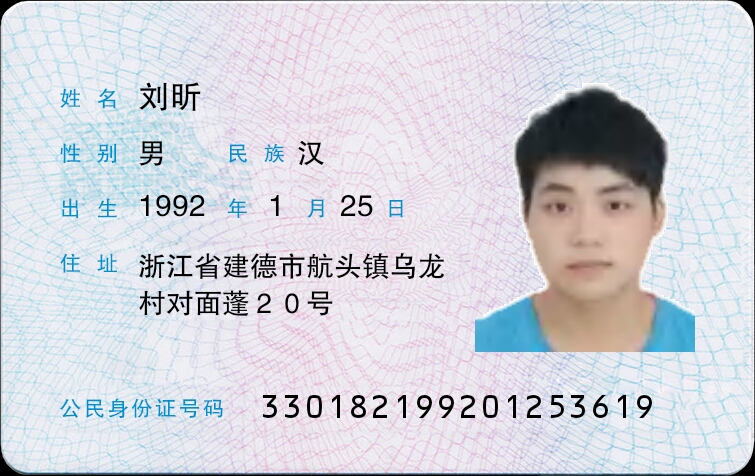 姓名 刘昕
性别 男 民族 汉
出生 1992 年 1 月 25 日
住址 浙江省建德市航头镇乌龙
村对面蓬20号
公民身份证号码 330182199201253619